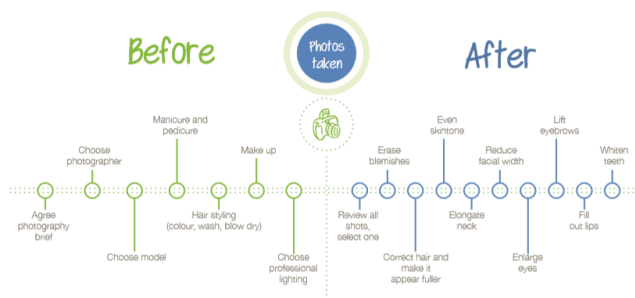 Before
Photos
taken
After
Manicure and
pedicure
Choose
photographer
Make up
Agree
photography
brief
Hair styling
(colour, wash, blow dry)
Choose model
Choose
professional
lighting
Even
skintone
Lift
eyebrows
Erase
blemishes
Reduce
facial width
Whiten
teeth
Review all
shots,
select one
Elongate
neck
Fill
out lips
Correct hair and
make it
appear fuller
Enlarge
eyes